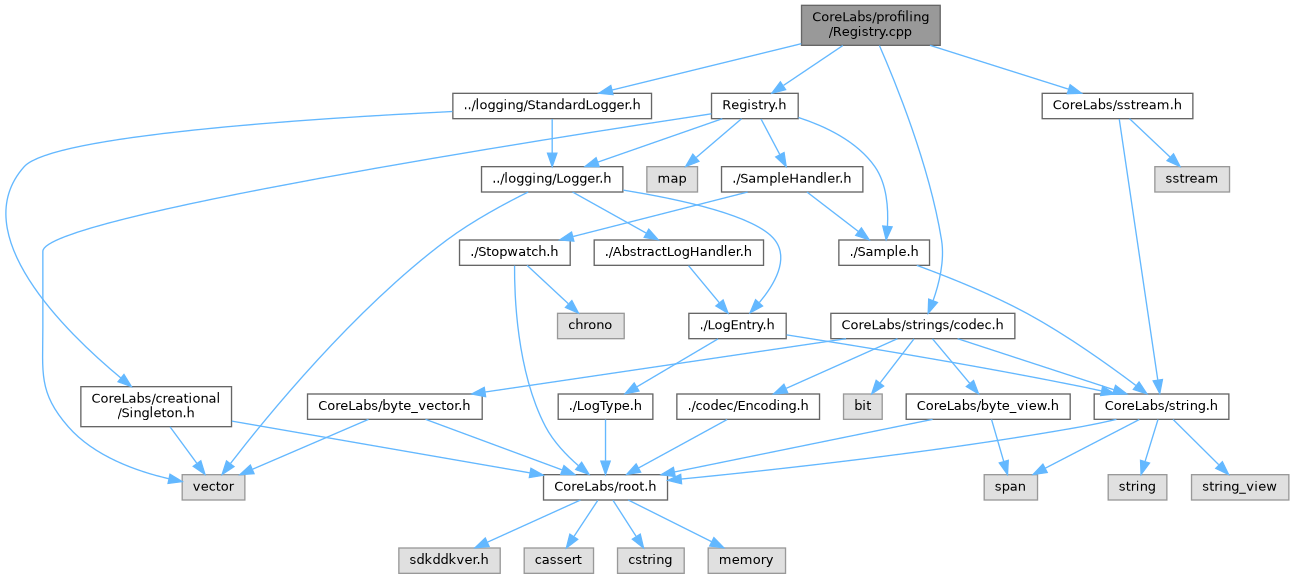 CoreLabs/profiling
/Registry.cpp
../logging/StandardLogger.h
Registry.h
CoreLabs/sstream.h
../logging/Logger.h
map
./SampleHandler.h
sstream
./Stopwatch.h
./AbstractLogHandler.h
./Sample.h
chrono
./LogEntry.h
CoreLabs/strings/codec.h
CoreLabs/creational
/Singleton.h
CoreLabs/byte_vector.h
./LogType.h
./codec/Encoding.h
bit
CoreLabs/byte_view.h
CoreLabs/string.h
vector
CoreLabs/root.h
span
string
string_view
sdkddkver.h
cassert
cstring
memory